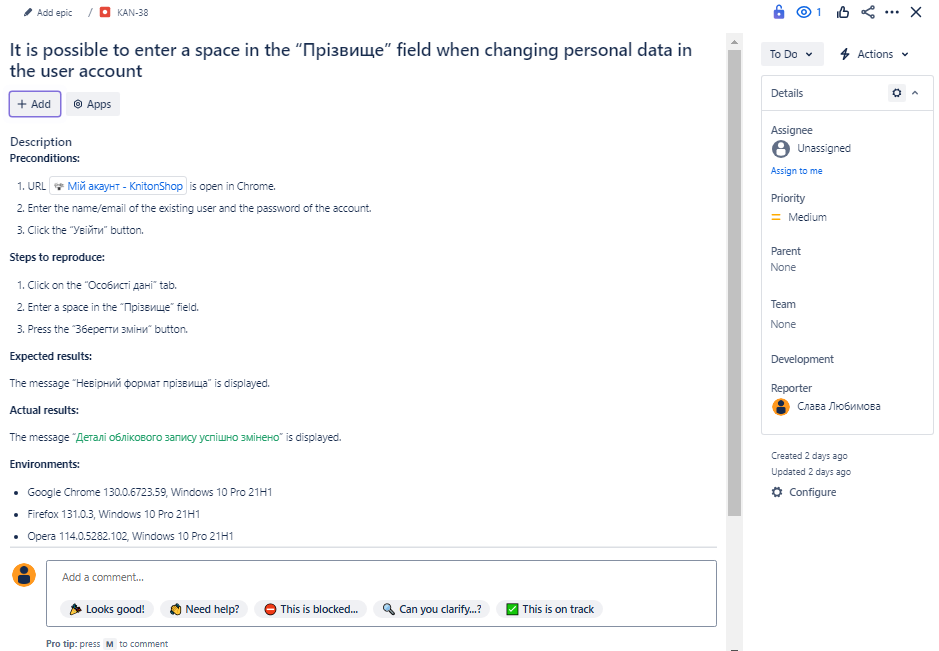 Add epic / KAN-38
1
It is possible to enter a space in the “Прізвище” field when changing personal data in
the user account
+ Add
Apps
Description
Preconditions:
1. URL Мій акаунт - KnitonShop is open in Chrome.
2. Enter the name/email of the existing user and the password of the account.
3. Click the “Увійти” button.
Steps to reproduce:
1. Click on the “Особисті дані” tab.
2. Enter a space in the “Прізвище” field.
3. Press the “Зберегти зміни” button.
Expected results:
The message “Невірний формат прізвища” is displayed.
Actual results:
The message “Деталі облікового запису успішно змінено” is displayed.
Environments:
• Google Chrome 130.0.6723.59, Windows 10 Pro 21H1
• Firefox 131.0.3, Windows 10 Pro 21H1
• Opera 114.0.5282.102, Windows 10 Pro 21H1
Add a comment...
Looks good!
Need help?
This is blocked...
Can you clarify...?
This is on track
Pro tip: press M to comment
To Do
Actions
Details
Assignee
Unassigned
Assign to me
Priority
Medium
Parent
None
Team
None
Development
Reporter
Слава Любимова
Created 2 days ago
Updated 2 days ago
Configure